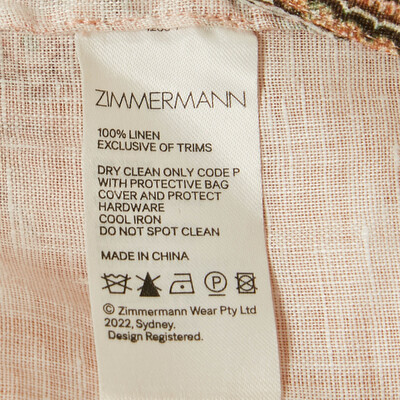 ZIMMERMANN
100% LINEN
EXCLUSIVE OF TRIMS
DRY CLEAN ONLY CODE P
WITH PROTECTIVE BAG
COVER AND PROTECT
HARDWARE
COOL IRON
DO NOT SPOT CLEAN
MADE IN CHINA
P
© Zimmermann Wear Pty Ltd
2022, Sydney.
Design Registered.